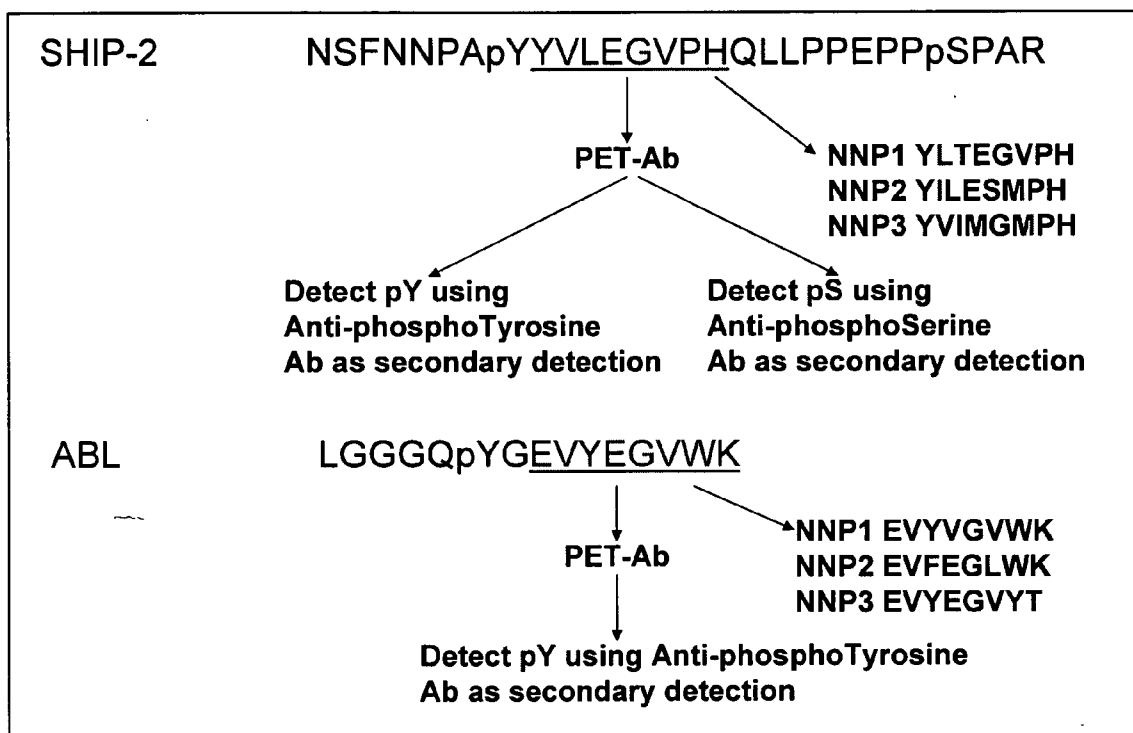 SHIP-2 NSFNNPApYYVLEGVPHQLLPPEPPpSPAR
PET-Ab
NNP1 YLTEGVPH
NNP2 YILESMPH
NNP3 YVIMGMPH
Detect pY using
Anti-phosphoTyrosine
Ab as secondary detection
Detect pS using
Anti-phosphoSerine
Ab as secondary detection
ABL LGGGQpYGEVYEGVWK
PET-Ab
NNP1 EVYVGVWK
NNP2 EVFEGLWK
NNP3 EVYEGVYT
Detect pY using Anti-phosphoTyrosine
Ab as secondary detection